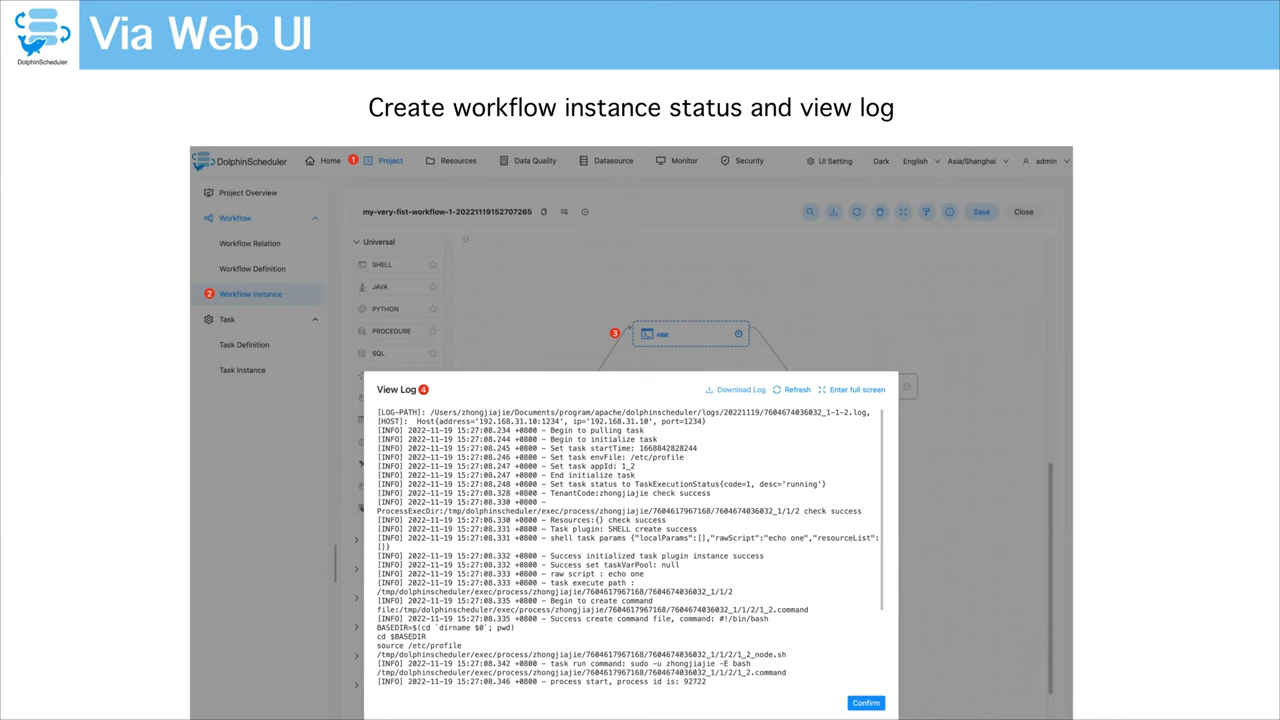 DolphinScheduler
Via Web UI
Create workflow instance status and view log
DolphinScheduler
Home
1
Project
Resources
Data Quality
Datasource
Monitor
Security
UI Setting
Dark
English
Asia/Shanghai
admin
Project Overview
Workflow
Workflow Relation
Workflow Definition
2 Workflow Instance
Task
Task Definition
Task Instance
my-very-fist-workflow-1-20221119152707265
Save
Close
Universal
SHELL
JAVA
PYTHON
PROCEDURE
SQL
3
one
View Log 4
Download Log
Refresh
Enter full screen
[LOG-PATH]: /Users/zhongjiajie/Documents/program/apache/dolphinscheduler/logs/20221119/7604674036032_1-1-2.log,
[HOST]:  Host{address='192.168.31.10:1234', ip='192.168.31.10', port=1234}
[INFO] 2022-11-19 15:27:08.234 +0800 - Begin to pulling task
[INFO] 2022-11-19 15:27:08.244 +0800 - Begin to initialize task
[INFO] 2022-11-19 15:27:08.245 +0800 - Set task startTime: 1668842828244
[INFO] 2022-11-19 15:27:08.246 +0800 - Set task envFile: /etc/profile
[INFO] 2022-11-19 15:27:08.247 +0800 - Set task appId: 1_2
[INFO] 2022-11-19 15:27:08.247 +0800 - End initialize task
[INFO] 2022-11-19 15:27:08.248 +0800 - Set task status to TaskExecutionStatus{code=1, desc='running'}
[INFO] 2022-11-19 15:27:08.328 +0800 - TenantCode:zhongjiajie check success
[INFO] 2022-11-19 15:27:08.330 +0800 -
ProcessExecDir:/tmp/dolphinscheduler/exec/process/zhongjiajie/7604617967168/7604674036032_1/1/2 check success
[INFO] 2022-11-19 15:27:08.330 +0800 - Resources:{} check success
[INFO] 2022-11-19 15:27:08.331 +0800 - Task plugin: SHELL create success
[INFO] 2022-11-19 15:27:08.331 +0800 - shell task params {"localParams":[],"rawScript":"echo one","resourceList":
[]}
[INFO] 2022-11-19 15:27:08.332 +0800 - Success initialized task plugin instance success
[INFO] 2022-11-19 15:27:08.332 +0800 - Success set taskVarPool: null
[INFO] 2022-11-19 15:27:08.333 +0800 - raw script : echo one
[INFO] 2022-11-19 15:27:08.333 +0800 - task execute path :
/tmp/dolphinscheduler/exec/process/zhongjiajie/7604617967168/7604674036032_1/1/2
[INFO] 2022-11-19 15:27:08.335 +0800 - Begin to create command
file:/tmp/dolphinscheduler/exec/process/zhongjiajie/7604617967168/7604674036032_1/1/2/1_2.command
[INFO] 2022-11-19 15:27:08.335 +0800 - Success create command file, command: #!/bin/bash
BASEDIR=$(cd `dirname $0`; pwd)
cd $BASEDIR
source /etc/profile
/tmp/dolphinscheduler/exec/process/zhongjiajie/7604617967168/7604674036032_1/1/2/1_2_node.sh
[INFO] 2022-11-19 15:27:08.342 +0800 - task run command: sudo -u zhongjiajie -E bash
/tmp/dolphinscheduler/exec/process/zhongjiajie/7604617967168/7604674036032_1/1/2/1_2.command
[INFO] 2022-11-19 15:27:08.346 +0800 - process start, process id is: 92722
Confirm